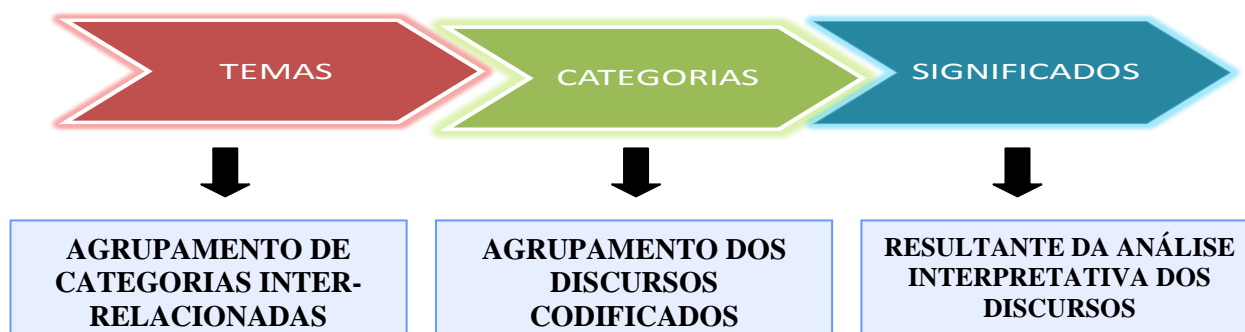 TEMAS
CATEGORIAS
SIGNIFICADOS
AGRUPAMENTO DE
CATEGORIAS INTER-
RELACIONADAS
AGRUPAMENTO DOS
DISCURSOS
CODIFICADOS
RESULTANTE DA ANÁLISE
INTERPRETATIVA DOS
DISCURSOS